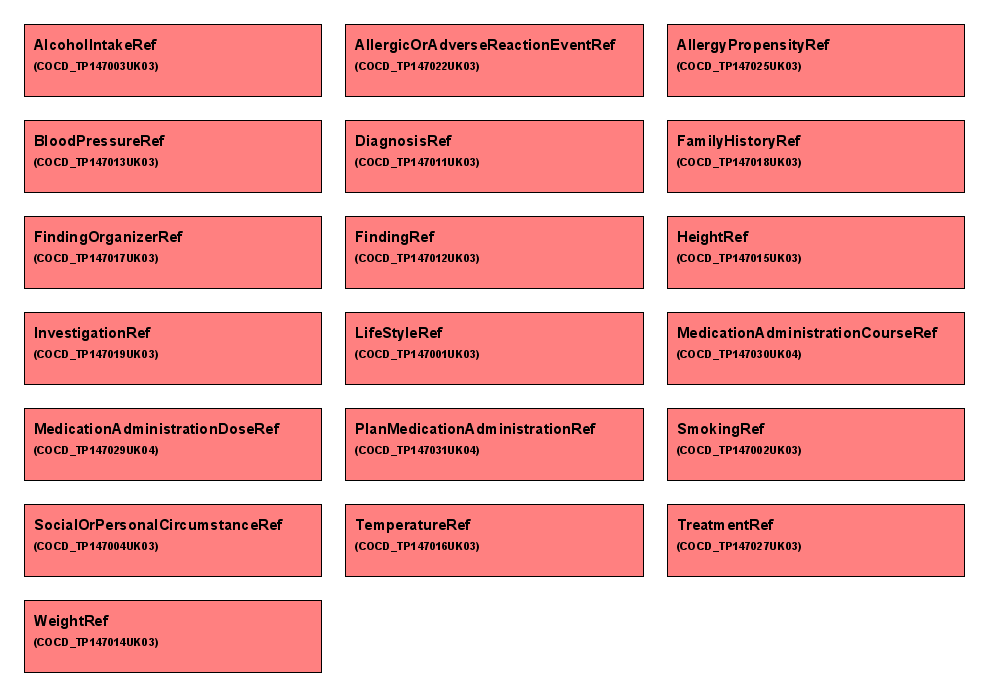 AlcoholIntakeRef
(COCD_TP147003UK03)
AllergicOrAdverseReactionEventRef
(COCD_TP147022UK03)
AllergyPropensityRef
(COCD_TP147025UK03)
BloodPressureRef
(COCD_TP147013UK03)
DiagnosisRef
(COCD_TP147011UK03)
FamilyHistoryRef
(COCD_TP147018UK03)
FindingOrganizerRef
(COCD_TP147017UK03)
FindingRef
(COCD_TP147012UK03)
HeightRef
(COCD_TP147015UK03)
InvestigationRef
(COCD_TP147019UK03)
LifeStyleRef
(COCD_TP147001UK03)
MedicationAdministrationCourseRef
(COCD_TP147030UK04)
MedicationAdministrationDoseRef
(COCD_TP147029UK04)
PlanMedicationAdministrationRef
(COCD_TP147031UK04)
SmokingRef
(COCD_TP147002UK03)
SocialOrPersonalCircumstanceRef
(COCD_TP147004UK03)
TemperatureRef
(COCD_TP147016UK03)
TreatmentRef
(COCD_TP147027UK03)
WeightRef
(COCD_TP147014UK03)